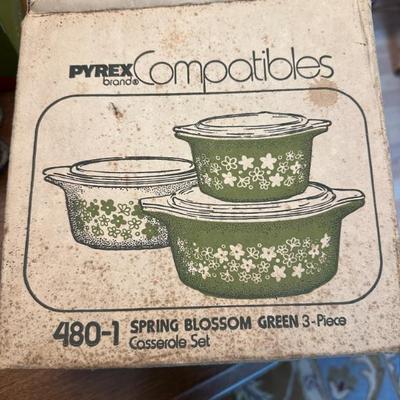 PYREX Compatibles
brand®
480-1 SPRING BLOSSOM GREEN 3-Piece
Casserole Set